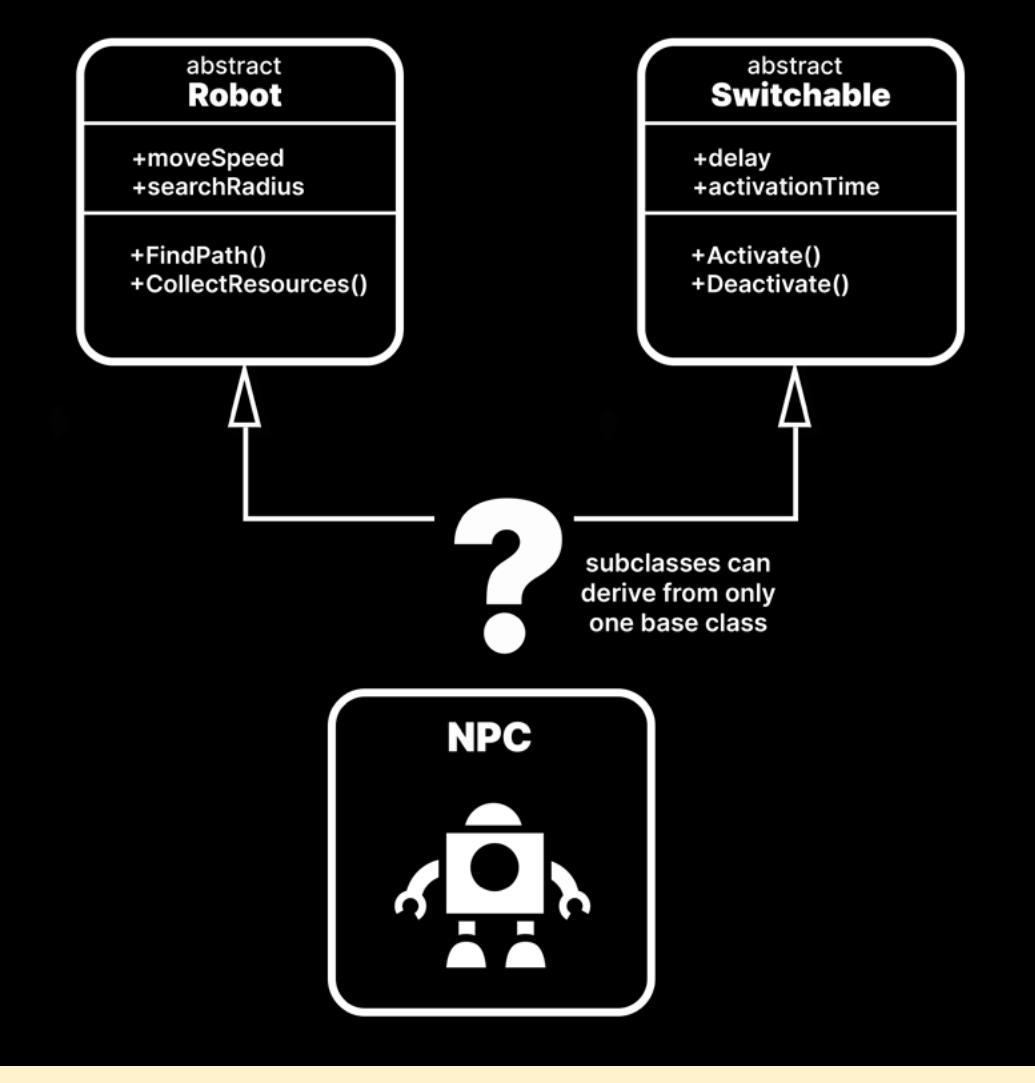 abstract
Robot
+moveSpeed
+searchRadius
+FindPath()
+CollectResources()
abstract
Switchable
+delay
+activationTime
+Activate()
+Deactivate()
?
subclasses can
derive from only
one base class
NPC